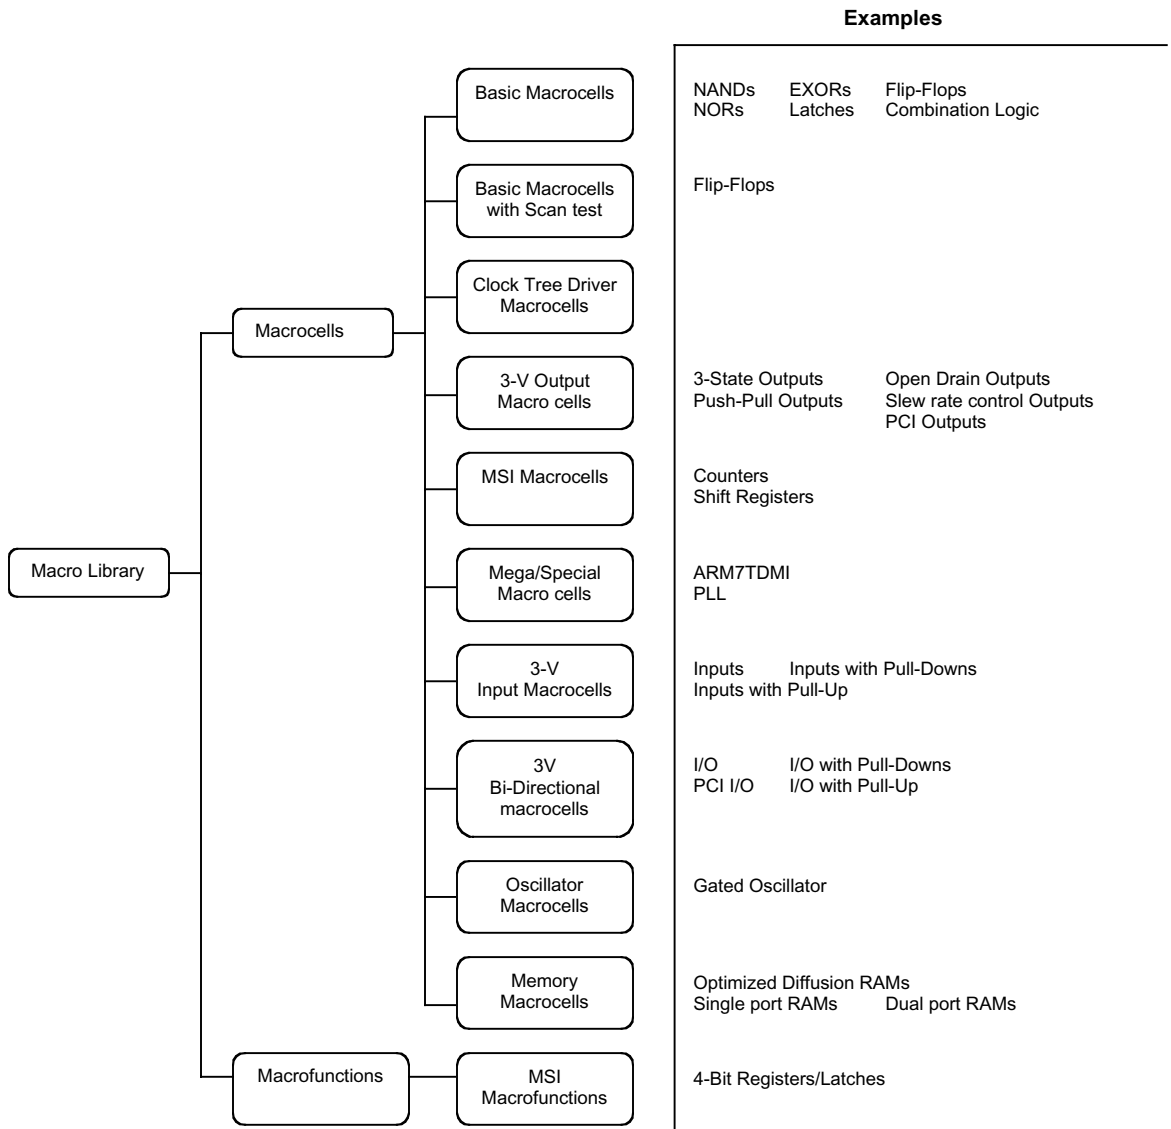 Examples
Basic Macrocells
NANDs EXORs Flip-Flops
NORs Latches Combination Logic
Basic Macrocells
with Scan test
Flip-Flops
Clock Tree Driver
Macrocells
Macrocells
3-V Output
Macro cells
3-State Outputs Open Drain Outputs
Push-Pull Outputs Slew rate control Outputs
PCI Outputs
MSI Macrocells
Counters
Shift Registers
Macro Library
Mega/Special
Macro cells
ARM7TDMI
PLL
3-V
Input Macrocells
Inputs Inputs with Pull-Downs
Inputs with Pull-Up
3V
Bi-Directional
macrocells
I/O I/O with Pull-Downs
PCI I/O I/O with Pull-Up
Oscillator
Macrocells
Gated Oscillator
Memory
Macrocells
Optimized Diffusion RAMs
Single port RAMs Dual port RAMs
Macrofunctions
MSI
Macrofunctions
4-Bit Registers/Latches